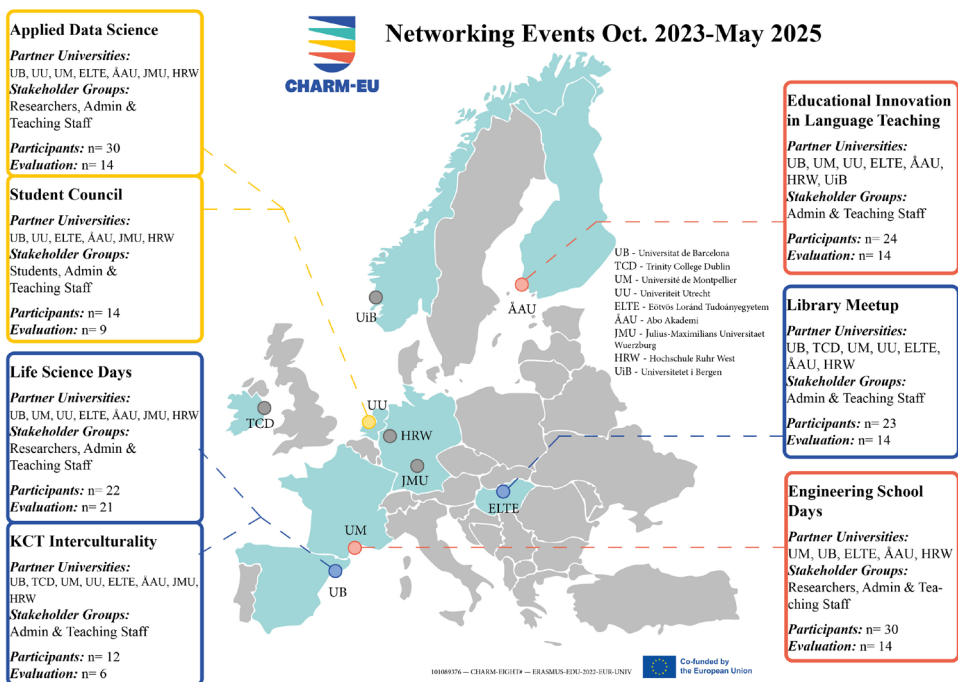 Networking Events Oct. 2023-May 2025
CHARM-EU
Applied Data Science
Partner Universities:
UB, UU, UM, ELTE, ÅAU, JMU, HRW
Stakeholder Groups:
Researchers, Admin &
Teaching Staff
Participants: n= 30
Evaluation: n= 14
Student Council
Partner Universities:
UB, UU, ELTE, ÅAU, JMU, HRW
Stakeholder Groups:
Students, Admin &
Teaching Staff
Participants: n= 14
Evaluation: n= 9
Life Science Days
Partner Universities:
UB, UM, UU, ELTE, ÅAU, JMU, HRW
Stakeholder Groups:
Researchers, Admin &
Teaching Staff
Participants: n= 22
Evaluation: n= 21
KCT Interculturality
Partner Universities:
UB, TCD, UM, UU, ELTE, ÅAU, JMU,
HRW
Stakeholder Groups:
Admin & Teaching Staff
Participants: n= 12
Evaluation: n= 6
UiB
ÅAU
TCD
UU
HRW
JMU
ELTE
UM
UB
UB - Universitat de Barcelona
TCD - Trinity College Dublin
UM - Université de Montpellier
UU - Univeriteit Utrecht
ELTE - Eötvös Loránd Tudoányegyetem
ÅAU - Abo Akademi
JMU - Julius-Maximilians Universitaet
Wuerzburg
HRW - Hochschule Ruhr West
UiB - Universitetet i Bergen
Educational Innovation
in Language Teaching
Partner Universities:
UB, UM, UU, ELTE, ÅAU,
HRW, UiB
Stakeholder Groups:
Admin & Teaching Staff
Participants: n= 24
Evaluation: n= 14
Library Meetup
Partner Universities:
UB, TCD, UM, UU, ELTE,
ÅAU, HRW
Stakeholder Groups:
Admin & Teaching Staff
Participants: n= 23
Evaluation: n= 14
Engineering School
Days
Partner Universities:
UM, UB, ELTE, ÅAU, HRW
Stakeholder Groups:
Researchers, Admin & Tea-
ching Staff
Participants: n= 30
Evaluation: n= 14
101089376 — CHARM-EIGHT# — ERASMUS-EDU-2022-EUR-UNIV
Co-funded by
the European Union